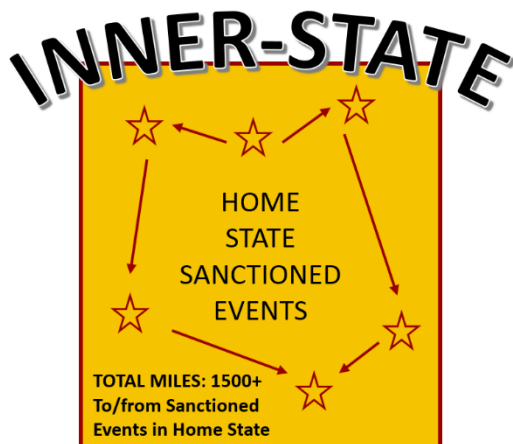 INNER-STATE
HOME
STATE
SANCTIONED
EVENTS
TOTAL MILES: 1500+
To/from Sanctioned
Events in Home State